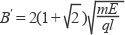 B′ = 2(1+√2)√(mE/ql)